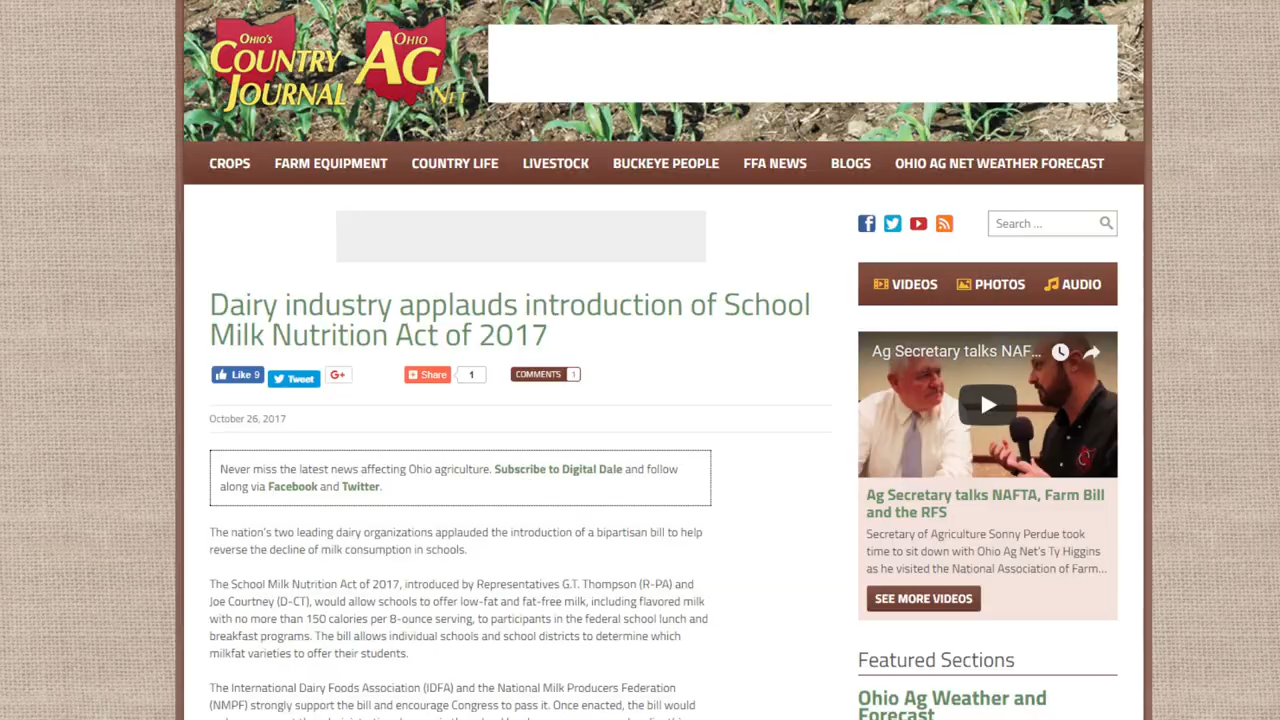 OHIO'S
COUNTRY
JOURNAL
OHIO
AG
NET
CROPS FARM EQUIPMENT COUNTRY LIFE LIVESTOCK BUCKEYE PEOPLE FFA NEWS BLOGS OHIO AG NET WEATHER FORECAST
Search ...
VIDEOS PHOTOS AUDIO
Dairy industry applauds introduction of School
Milk Nutrition Act of 2017
Like 9 Tweet G+ Share 1 COMMENTS 1
October 26, 2017
Never miss the latest news affecting Ohio agriculture. Subscribe to Digital Dale and follow
along via Facebook and Twitter.
The nation's two leading dairy organizations applauded the introduction of a bipartisan bill to help
reverse the decline of milk consumption in schools.
The School Milk Nutrition Act of 2017, introduced by Representatives G.T. Thompson (R-PA) and
Joe Courtney (D-CT), would allow schools to offer low-fat and fat-free milk, including flavored milk
with no more than 150 calories per 8-ounce serving, to participants in the federal school lunch and
breakfast programs. The bill allows individual schools and school districts to determine which
milkfat varieties to offer their students.
The International Dairy Foods Association (IDFA) and the National Milk Producers Federation
(NMPF) strongly support the bill and encourage Congress to pass it. Once enacted, the bill would
Ag Secretary talks NAF...
Ag Secretary talks NAFTA, Farm Bill
and the RFS
Secretary of Agriculture Sonny Perdue took
time to sit down with Ohio Ag Net's Ty Higgins
as he visited the National Association of Farm...
SEE MORE VIDEOS
Featured Sections
Ohio Ag Weather and
Forecast